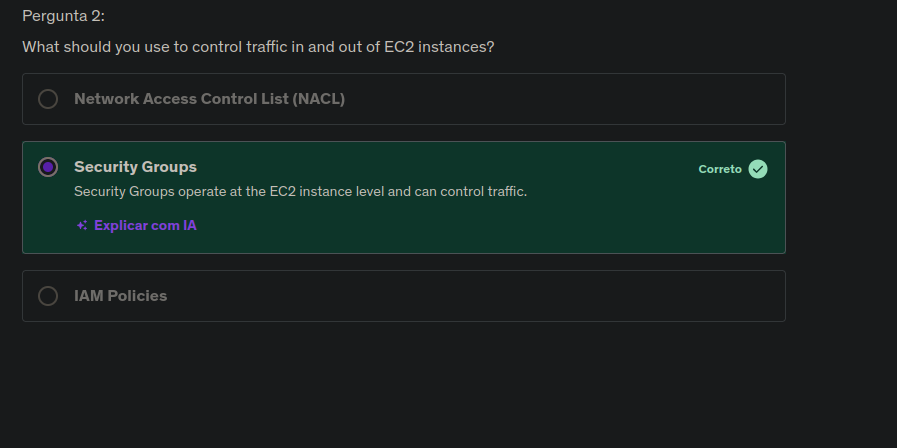 Pergunta 2:
What should you use to control traffic in and out of EC2 instances?
Network Access Control List (NACL)
Security Groups
Correto
Security Groups operate at the EC2 instance level and can control traffic.
Explicar com IA
IAM Policies